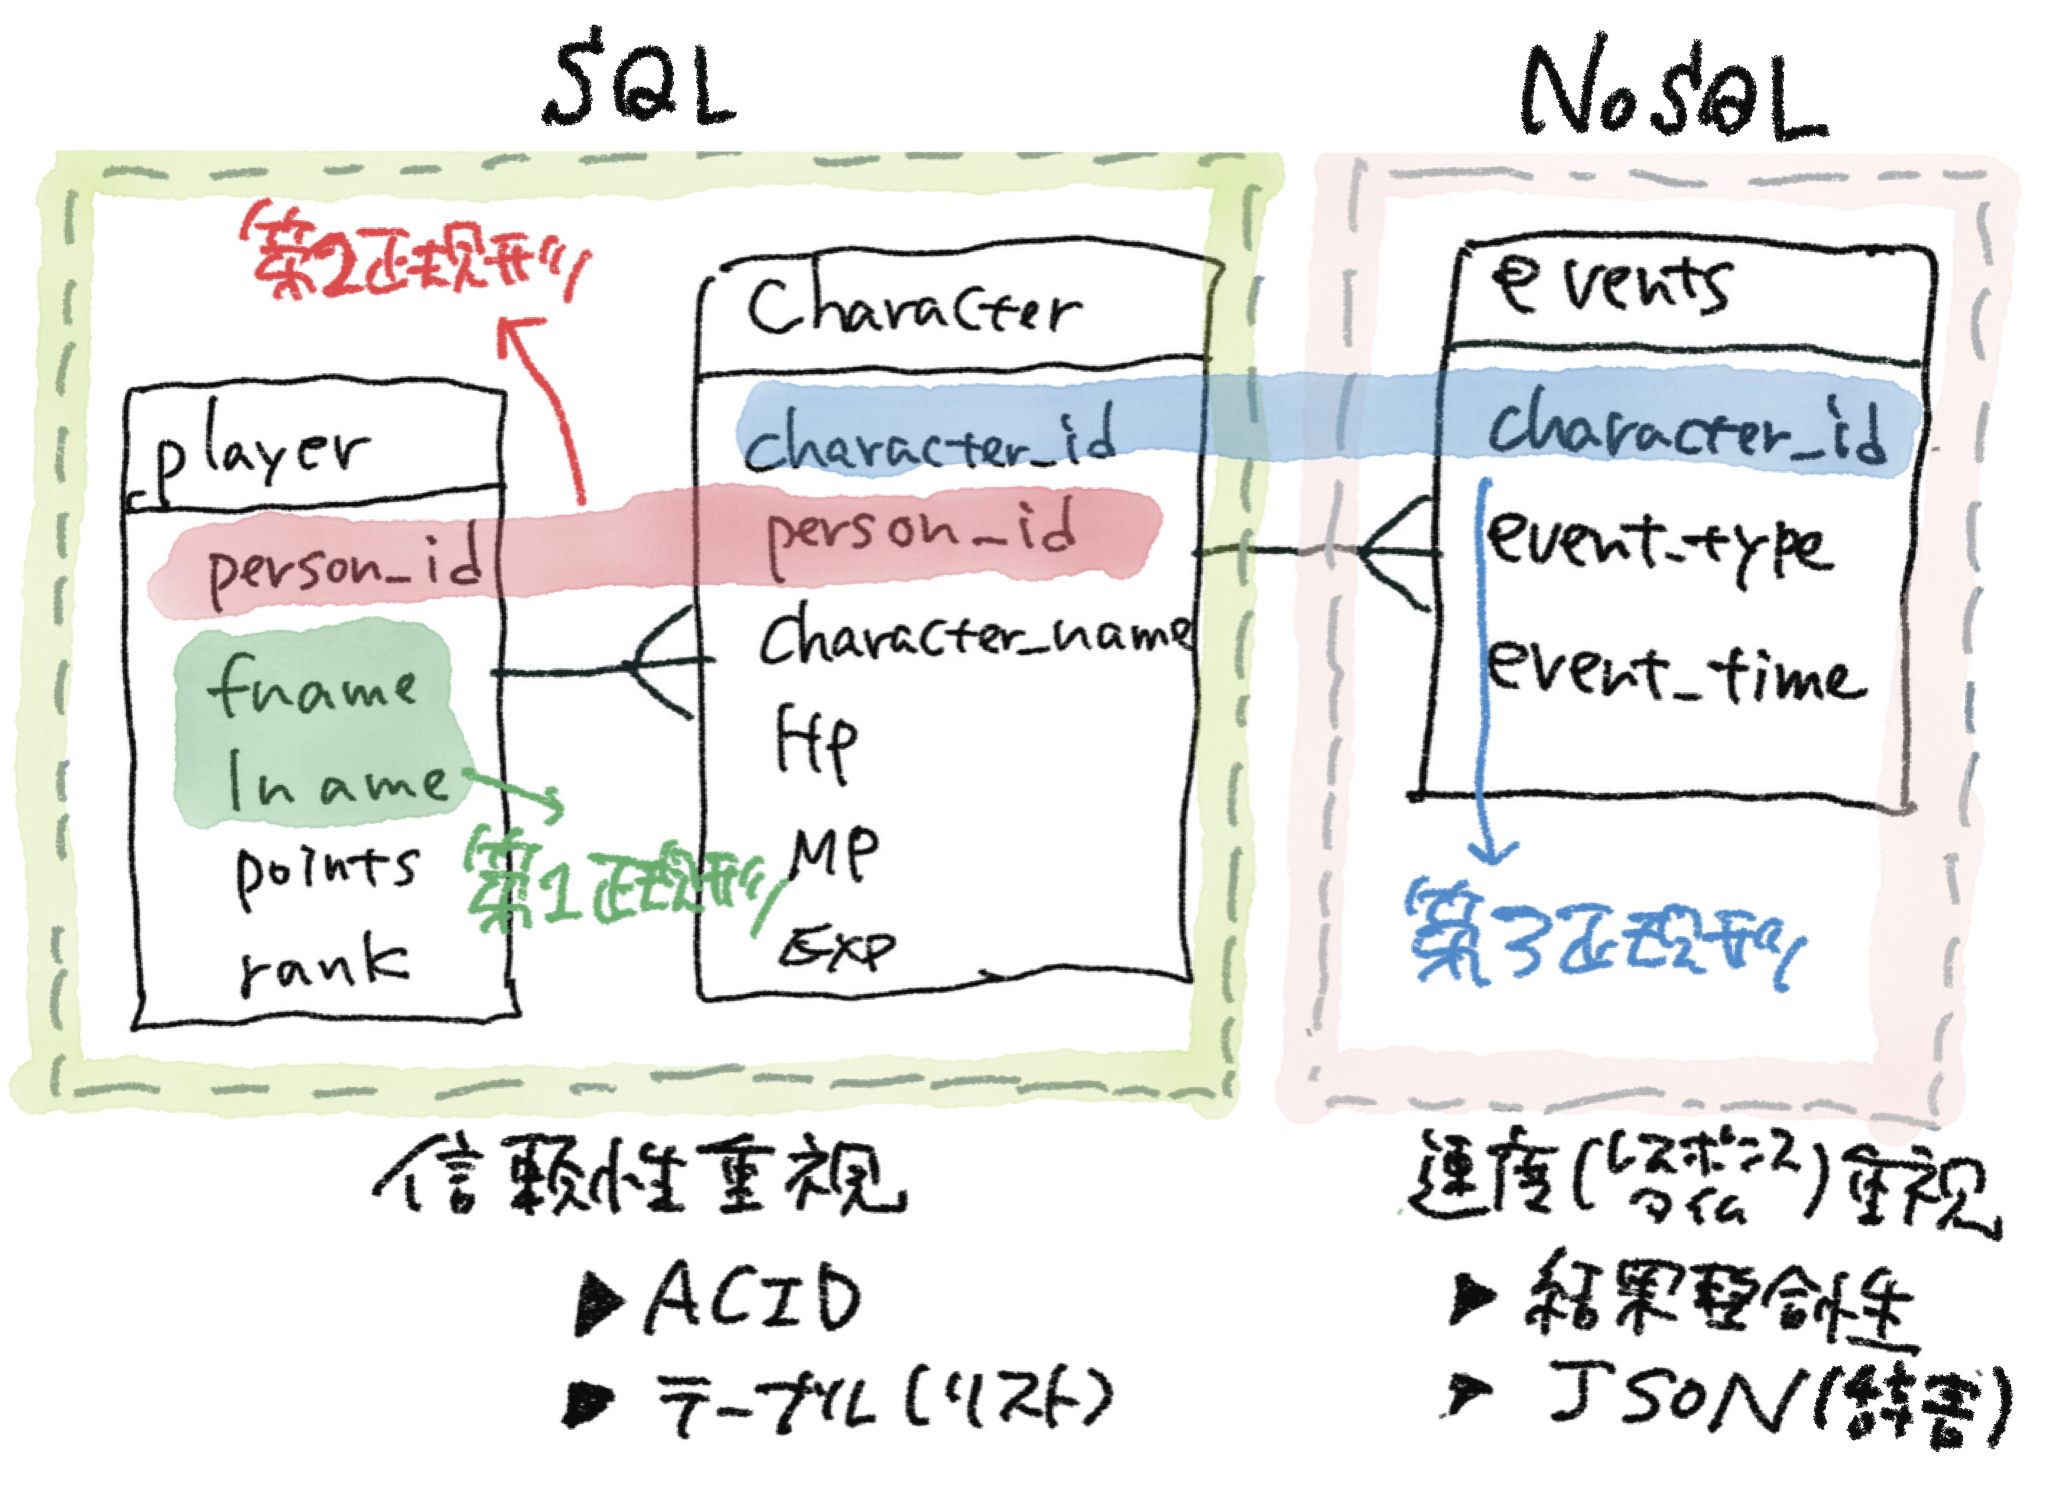 SQL
NoSQL
“第2正規形”
player
person_id
fname
lname
points
rank
“第1正規形”
Character
character_id
person_id
character_name
HP
MP
EXP
events
character_id
event_type
event_time
“第3正規形”
信頼性重視
▶ ACID
▶ テーブル(リスト)
速度(レスポンス
タイム)重視
▶ 結果整合性
▶ JSON(辞書)